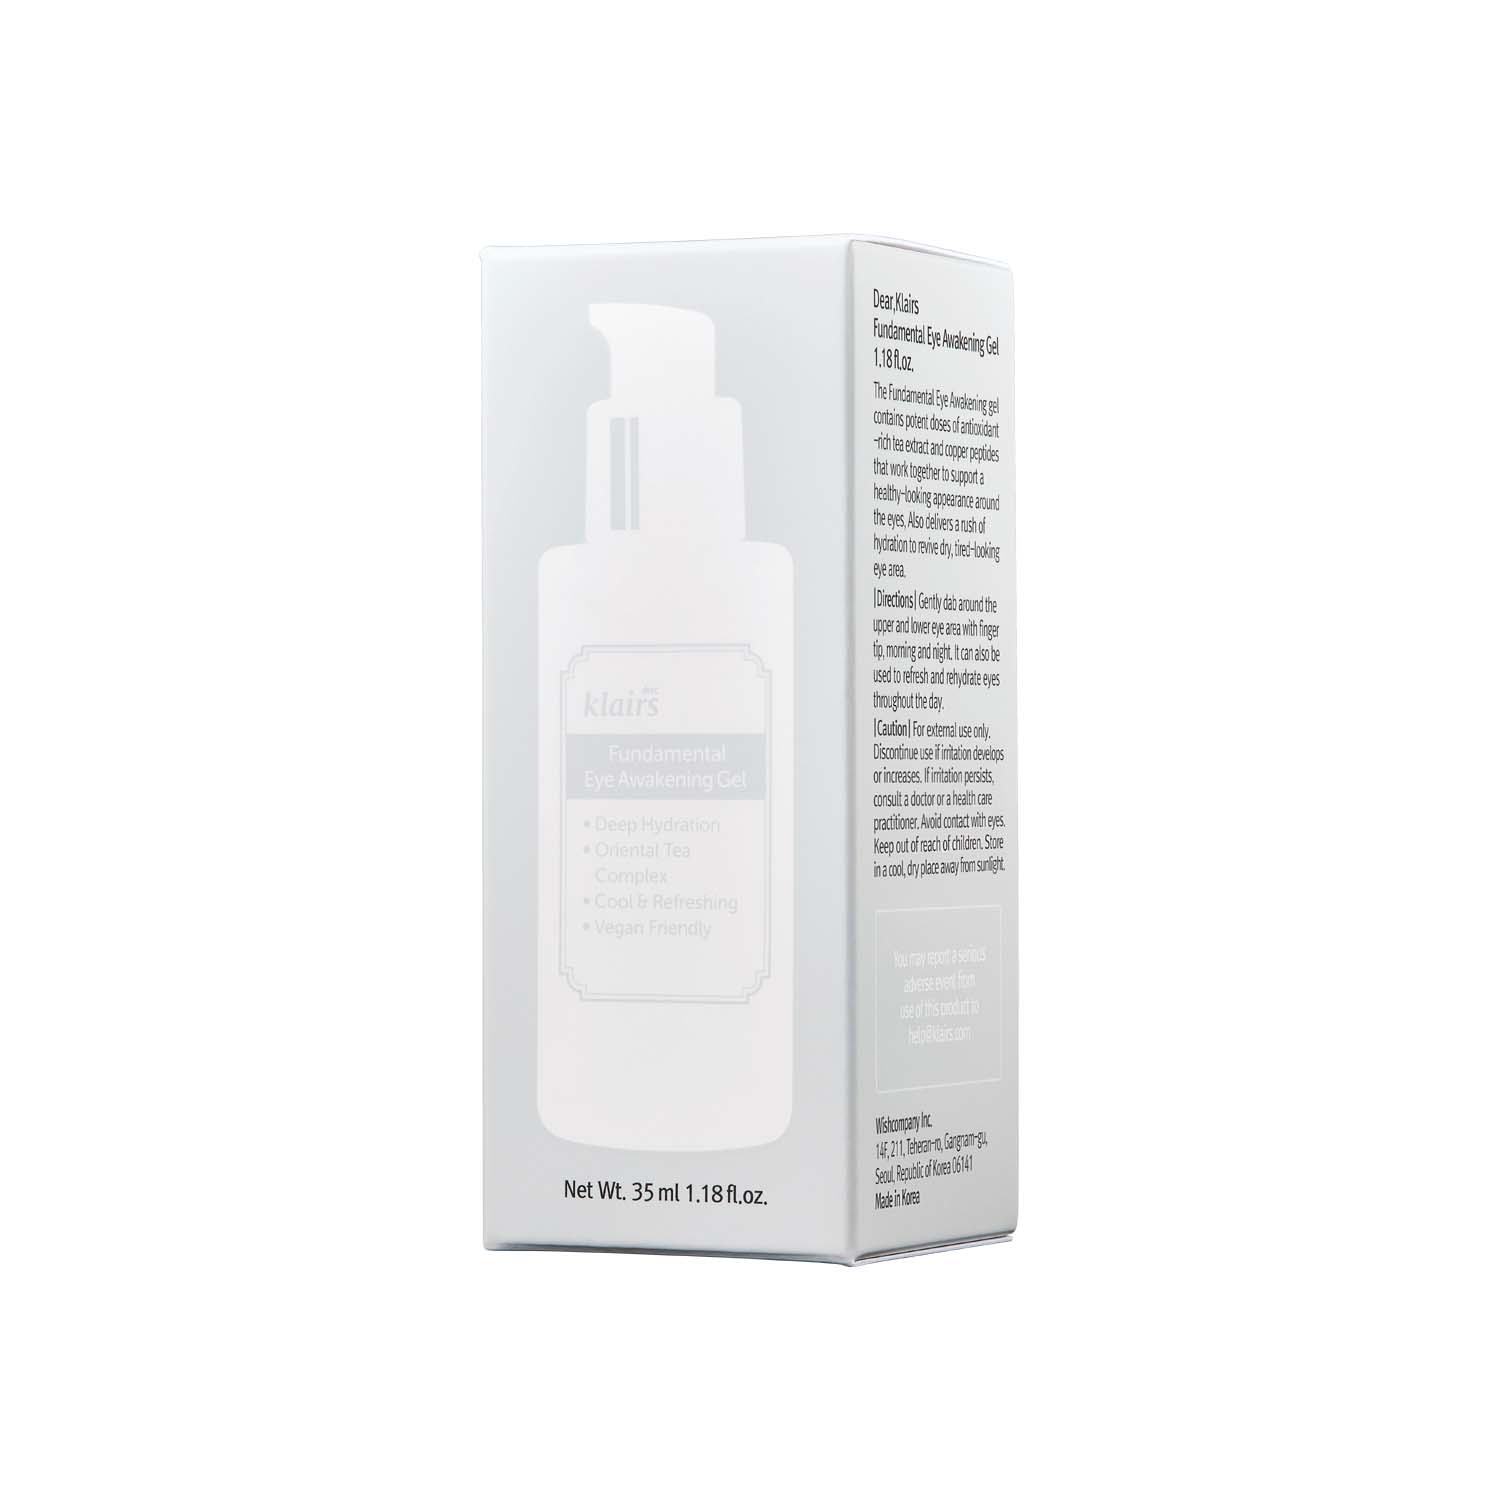 dear,
klairs
Fundamental
Eye Awakening Gel
• Deep Hydration
• Oriental Tea
Complex
• Cool & Refreshing
• Vegan Friendly
Net Wt. 35 ml 1.18 fl.oz.
Dear,Klairs
Fundamental Eye Awakening Gel
1.18 fl.oz.
The Fundamental Eye Awakening gel
contains potent doses of antioxidant
-rich tea extract and copper peptides
that work together to support a
healthy-looking appearance around
the eyes. Also delivers a rush of
hydration to revive dry, tired-looking
eye area.
|Directions| Gently dab around the
upper and lower eye area with finger
tip, morning and night. It can also be
used to refresh and rehydrate eyes
throughout the day.
|Caution| For external use only.
Discontinue use if irritation develops
or increases. If irritation persists,
consult a doctor or a health care
practitioner. Avoid contact with eyes.
Keep out of reach of children. Store
in a cool, dry place away from sunlight.
You may report a serious
adverse event from
use of this product to
help@klairs.com
Wishcompany Inc.
14F, 211, Teheran-ro, Gangnam-gu,
Seoul, Republic of Korea 06141
Made in Korea